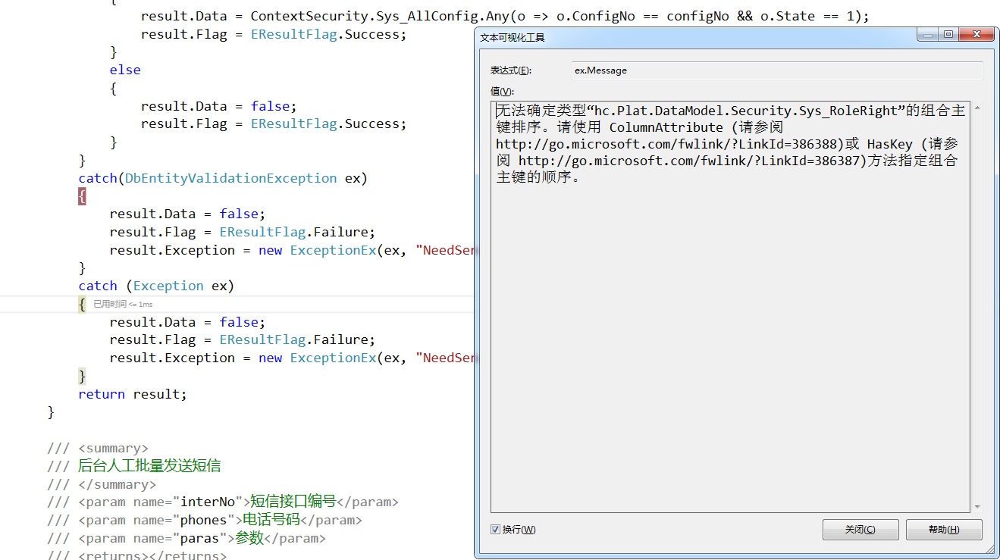 {
result.Data = ContextSecurity.Sys_AllConfig.Any(o => o.ConfigNo == configNo && o.State == 1);
result.Flag = EResultFlag.Success;
}
else
{
result.Data = false;
result.Flag = EResultFlag.Success;
}
}
catch(DbEntityValidationException ex)
{
result.Data = false;
result.Flag = EResultFlag.Failure;
result.Exception = new ExceptionEx(ex, "NeedSer
}
catch (Exception ex)
{ 已用时间 <= 1ms
result.Data = false;
result.Flag = EResultFlag.Failure;
result.Exception = new ExceptionEx(ex, "NeedSer
}
return result;
}
/// <summary>
/// 后台人工批量发送短信
/// </summary>
/// <param name="interNo">短信接口编号</param>
/// <param name="phones">电话号码</param>
/// <param name="paras">参数</param>
/// <returns></returns>
文本可视化工具
表达式(E): ex.Message
值(V):
无法确定类型“hc.Plat.DataModel.Security.Sys_RoleRight”的组合主
键排序。请使用 ColumnAttribute (请参阅
http://go.microsoft.com/fwlink/?LinkId=386388)或 HasKey (请参
阅 http://go.microsoft.com/fwlink/?LinkId=386387)方法指定组合
主键的顺序。
换行(W)
关闭(C)
帮助(H)